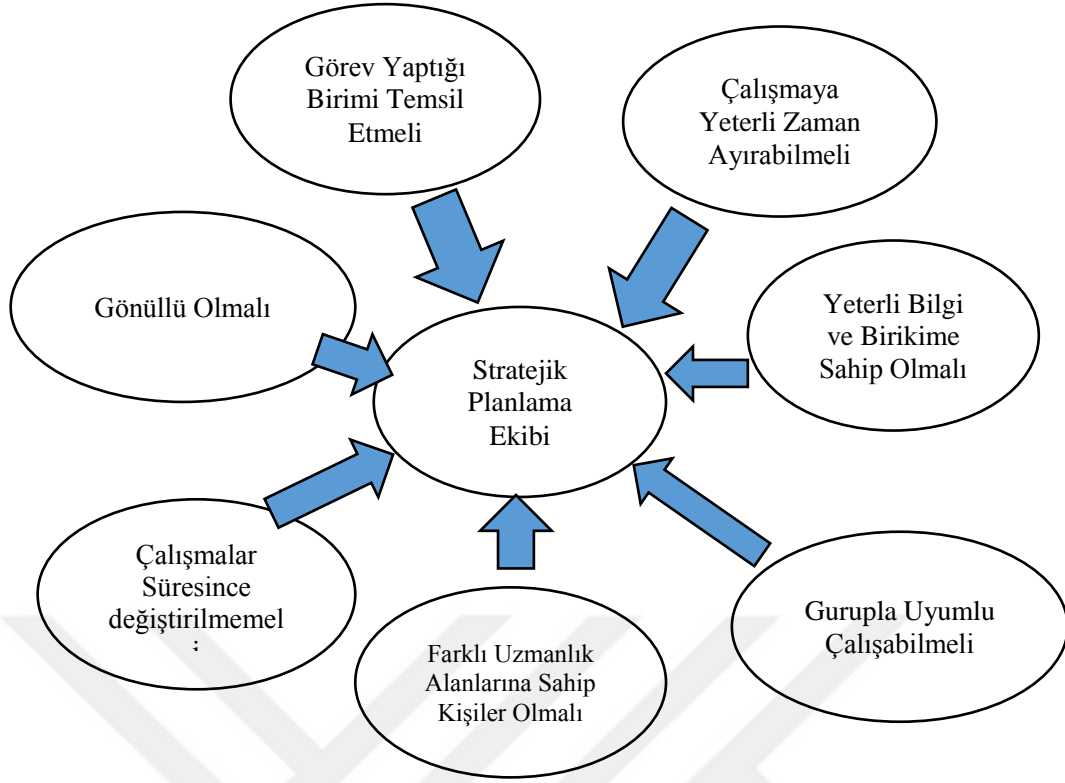 Görev Yaptığı
Birimi Temsil
Etmeli
Çalışmaya
Yeterli Zaman
Ayırabilmeli
Gönüllü Olmalı
Yeterli Bilgi
ve Birikime
Sahip Olmalı
Stratejik
Planlama
Ekibi
Çalışmalar
Süresince
değiştirilmemel
i
Farklı Uzmanlık
Alanlarına Sahip
Kişiler Olmalı
Gurupla Uyumlu
Çalışabilmeli